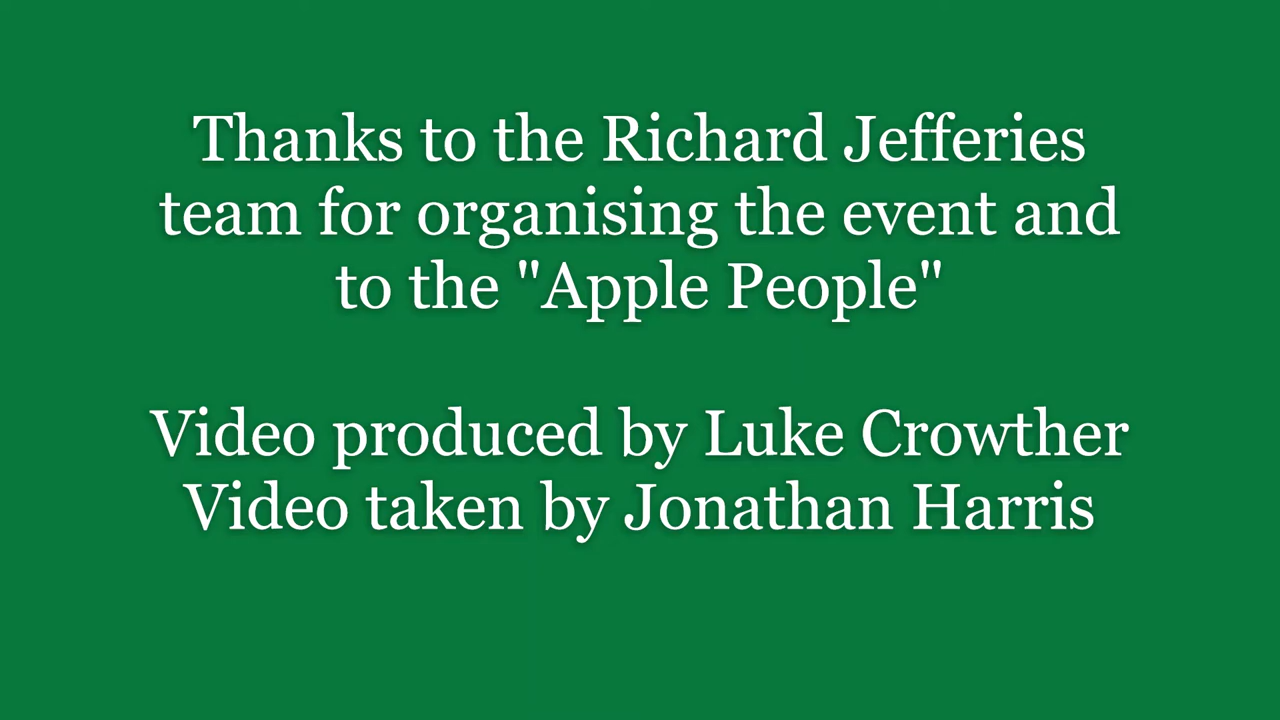 Thanks to the Richard Jefferies
team for organising the event and
to the "Apple People"
Video produced by Luke Crowther
Video taken by Jonathan Harris